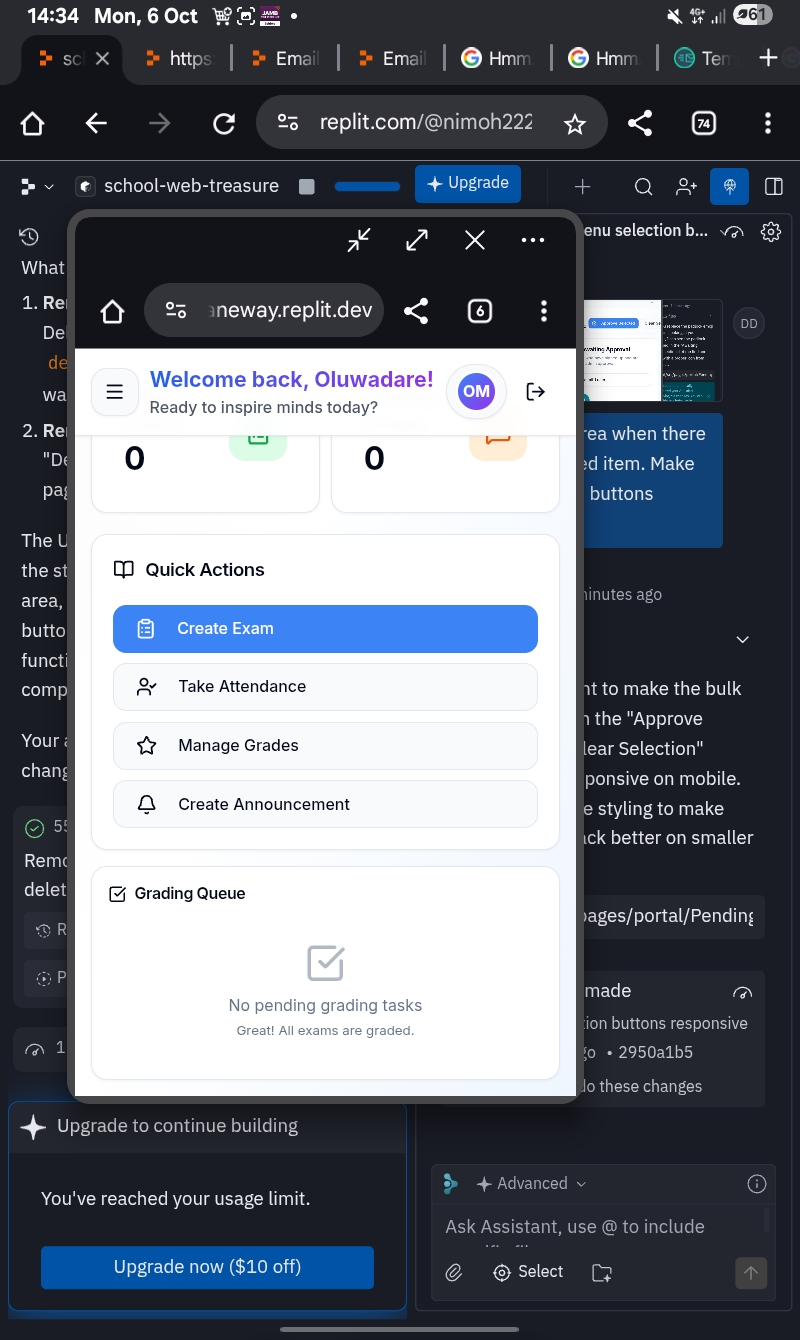 14:34 Mon, 6 Oct
4G+
61
sc
https
Email
Email
Hmm
Hmm
Tem
replit.com/@nimoh222
74
school-web-treasure
Upgrade
enu selection b...
What
1. Re
De
de
wa
2. Re
"De
pag
The U
the st
area,
butto
functi
comp
Your a
chang
55
Remo
delet
R
P
1
aneway.replit.dev
6
Welcome back, Oluwadare!
Ready to inspire minds today?
OM
0
0
Quick Actions
Create Exam
Take Attendance
Manage Grades
Create Announcement
Grading Queue
No pending grading tasks
Great! All exams are graded.
DD
rea when there
ed item. Make
buttons
inutes ago
nt to make the bulk
n the "Approve
lear Selection"
ponsive on mobile.
e styling to make
ck better on smaller
pages/portal/Pending
made
ion buttons responsive
go • 2950a1b5
do these changes
Upgrade to continue building
You've reached your usage limit.
Upgrade now ($10 off)
Advanced
Ask Assistant, use @ to include
Select